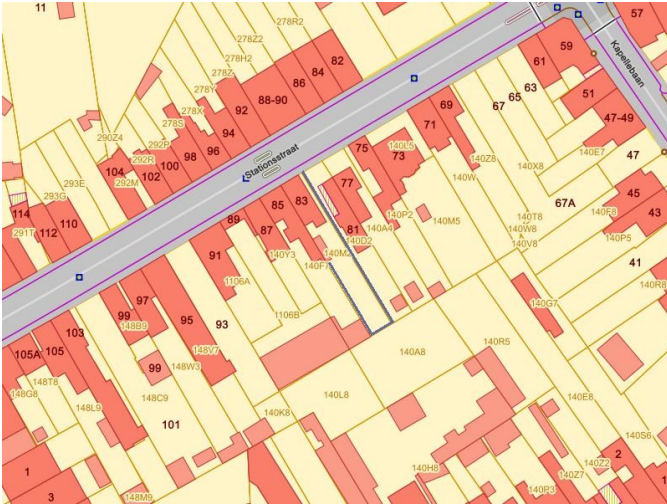 11
278R2
57
278Z2
278H2
82
59
84
61
86
278Z
88-90
278Y
63
51
92
65
278X
69
67
47-49
94
278S
71
290Z4
292P
96
75
140L5
140E7
47
98
73
292R
100
140Z8
104
102
140X8
292M
Stationsstraat
Kapellebaan
293E
77
140W
45
293G
85
83
67A
114
110
89
140P2
140F8
43
112
87
81
140A4
140M5
140T8
291T
140D2
140W8
140P5
91
140Y3
140M2
140V8
140F7
41
1106A
140R8
97
140G7
99
95
93
1106B
103
148B9
140R5
105A
105
148V7
140A8
99
148W3
148T8
148G8
140L8
140E8
148C9
148L9
101
140K8
140S6
2
1
140H8
140Z2
140Z7
3
148M9
140P3